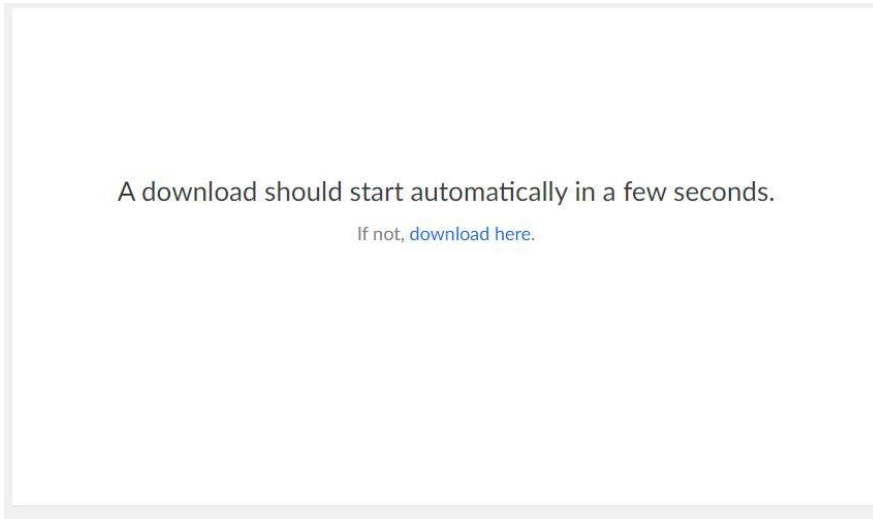 A download should start automatically in a few seconds.
If not, download here.